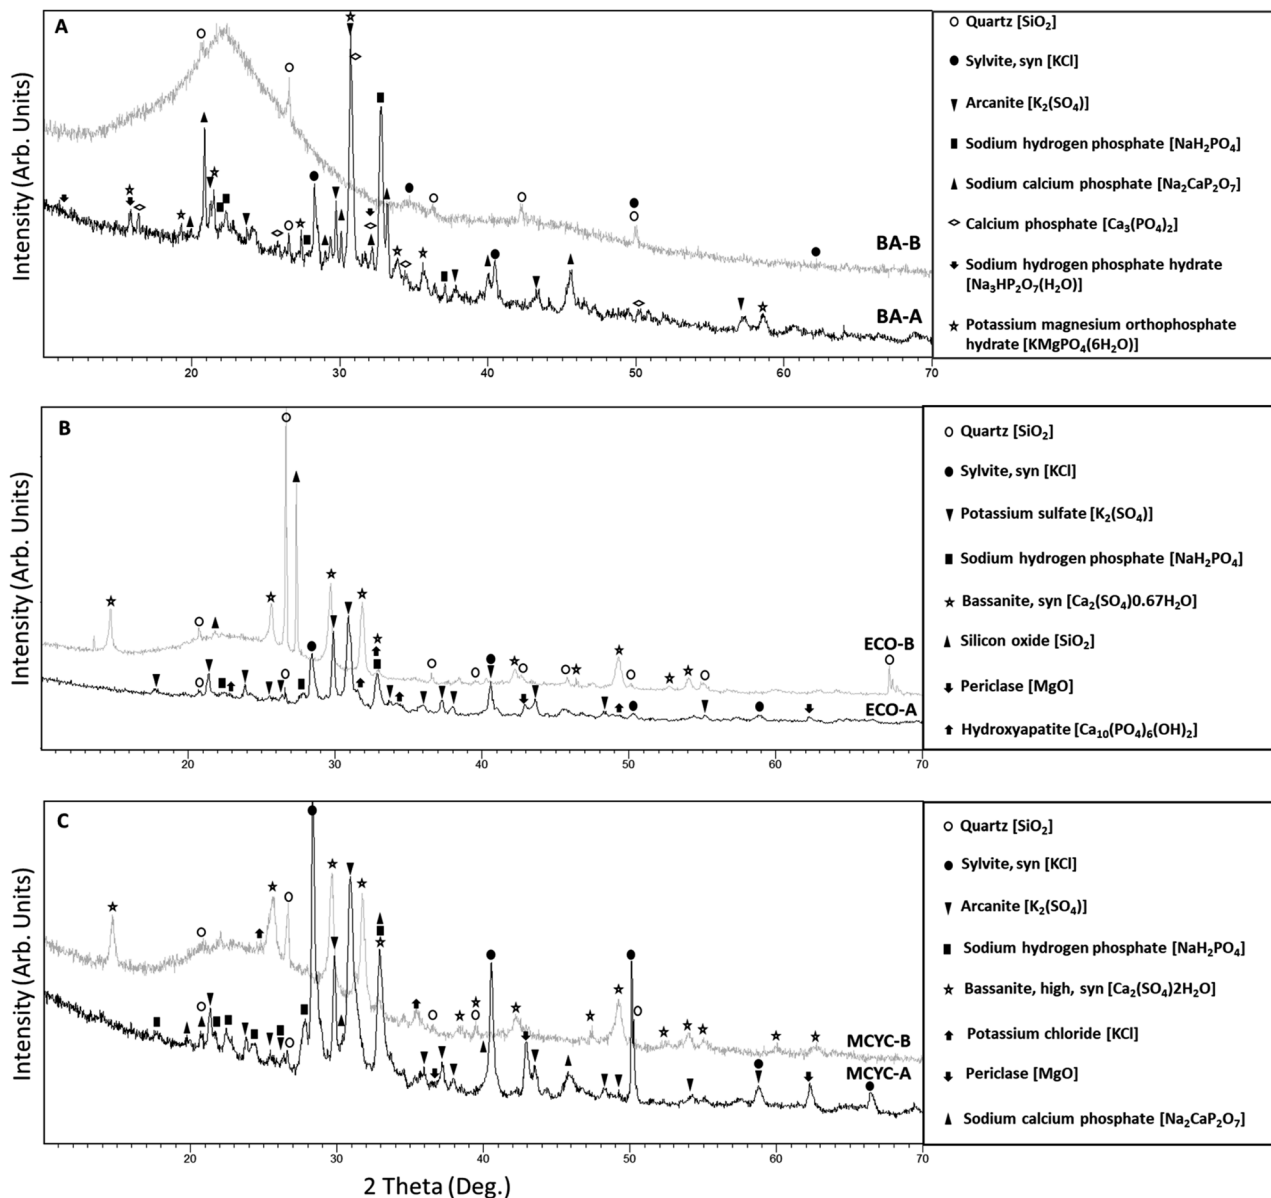 A
Intensity (Arb. Units)
BA-B
BA-A
20
30
40
50
60
70
Quartz [SiO₂]
Sylvite, syn [KCl]
Arcanite [K₂(SO₄)]
Sodium hydrogen phosphate [NaH₂PO₄]
Sodium calcium phosphate [Na₂CaP₂O₇]
Calcium phosphate [Ca₃(PO₄)₂]
Sodium hydrogen phosphate hydrate
[Na₃HP₂O₇(H₂O)]
Potassium magnesium orthophosphate
hydrate [KMgPO₄(6H₂O)]
B
Intensity (Arb. Units)
ECO-B
ECO-A
20
30
40
50
60
70
Quartz [SiO₂]
Sylvite, syn [KCl]
Potassium sulfate [K₂(SO₄)]
Sodium hydrogen phosphate [NaH₂PO₄]
Bassanite, syn [Ca₂(SO₄)0.67H₂O]
Silicon oxide [SiO₂]
Periclase [MgO]
Hydroxyapatite [Ca₁₀(PO₄)₆(OH)₂]
C
Intensity (Arb. Units)
MCYC-B
MCYC-A
20
30
40
50
60
70
2 Theta (Deg.)
Quartz [SiO₂]
Sylvite, syn [KCl]
Arcanite [K₂(SO₄)]
Sodium hydrogen phosphate [NaH₂PO₄]
Bassanite, high, syn [Ca₂(SO₄)2H₂O]
Potassium chloride [KCl]
Periclase [MgO]
Sodium calcium phosphate [Na₂CaP₂O₇]